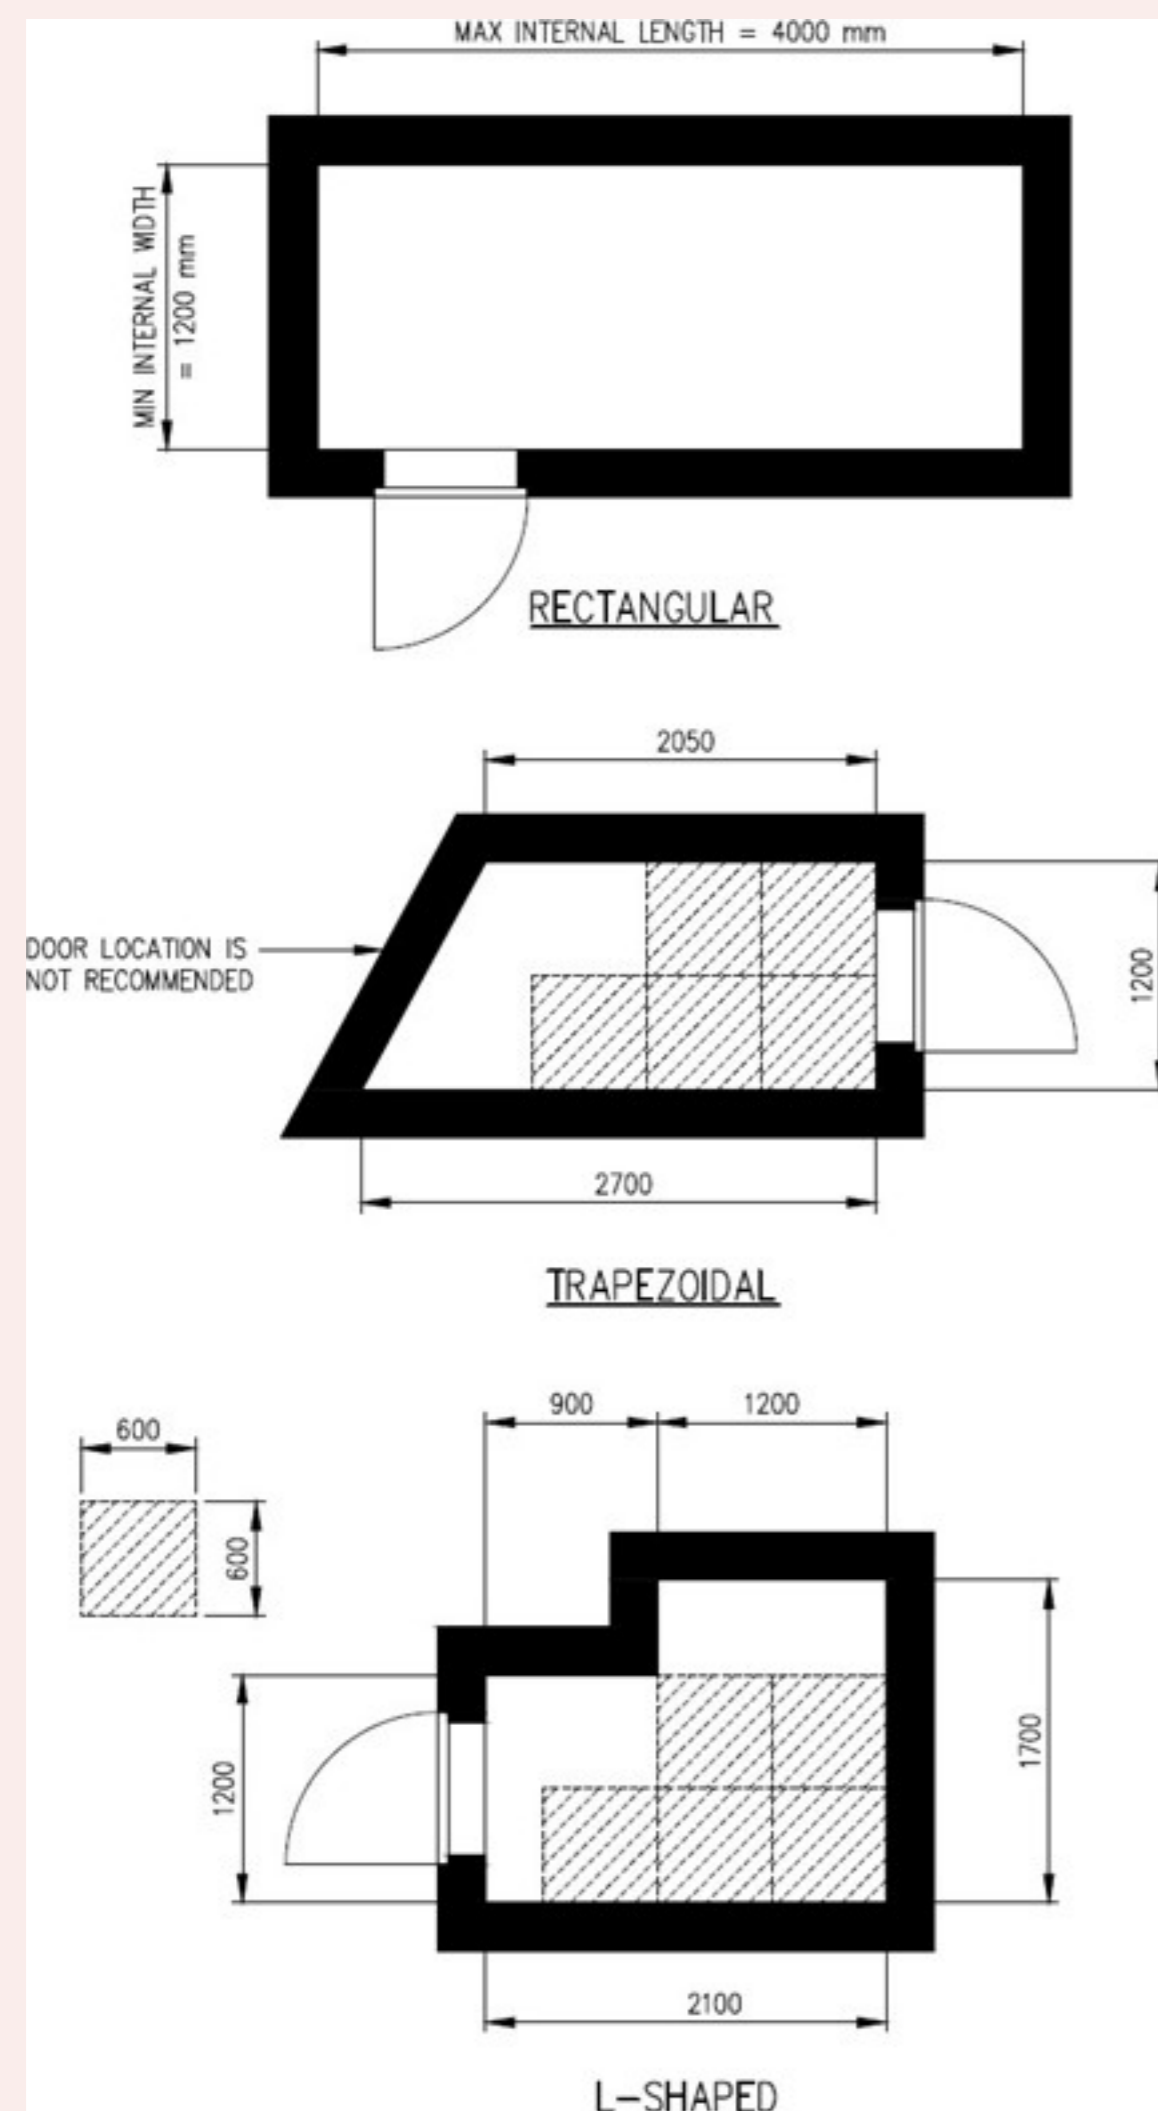 MAX INTERNAL LENGTH = 4000 mm
MIN INTERNAL WIDTH
= 1200 mm
RECTANGULAR
2050
DOOR LOCATION IS
NOT RECOMMENDED
1200
2700
TRAPEZOIDAL
900
1200
600
600
1200
1700
2100
L-SHAPED